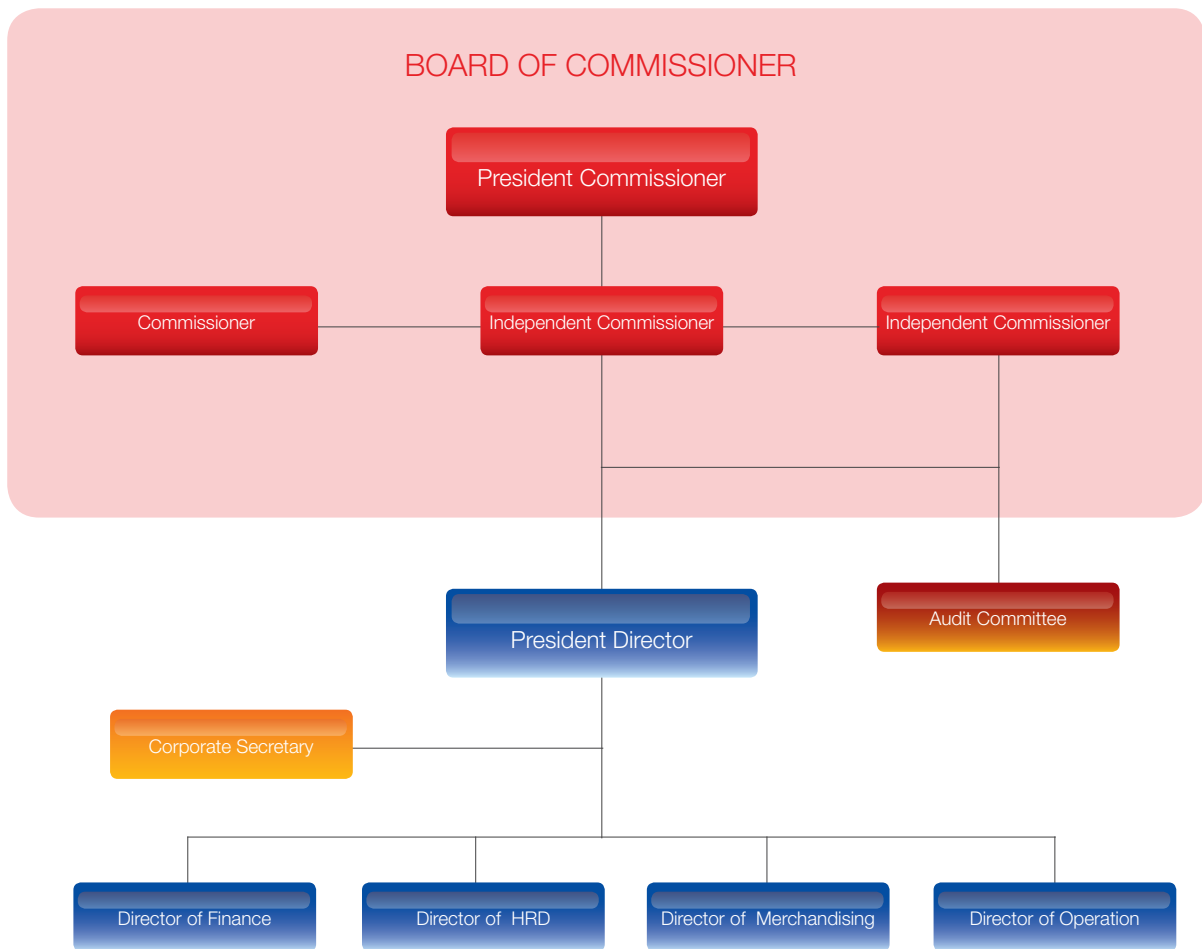 BOARD OF COMMISSIONER
President Commissioner
Commissioner
Independent Commissioner
Independent Commissioner
President Director
Audit Committee
Corporate Secretary
Director of Finance
Director of HRD
Director of Merchandising
Director of Operation